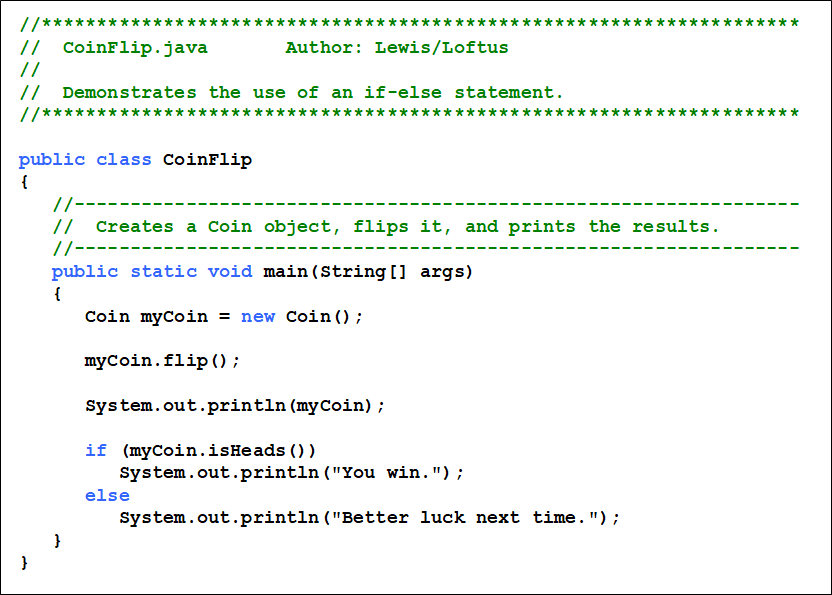 //********************************************************************
//  CoinFlip.java       Author: Lewis/Loftus
//
//  Demonstrates the use of an if-else statement.
//********************************************************************
public class CoinFlip
{
   //-----------------------------------------------------------------
   //  Creates a Coin object, flips it, and prints the results.
   //-----------------------------------------------------------------
   public static void main(String[] args)
   {
      Coin myCoin = new Coin();
      myCoin.flip();
      System.out.println(myCoin);
      if (myCoin.isHeads())
         System.out.println("You win.");
      else
         System.out.println("Better luck next time.");
   }
}